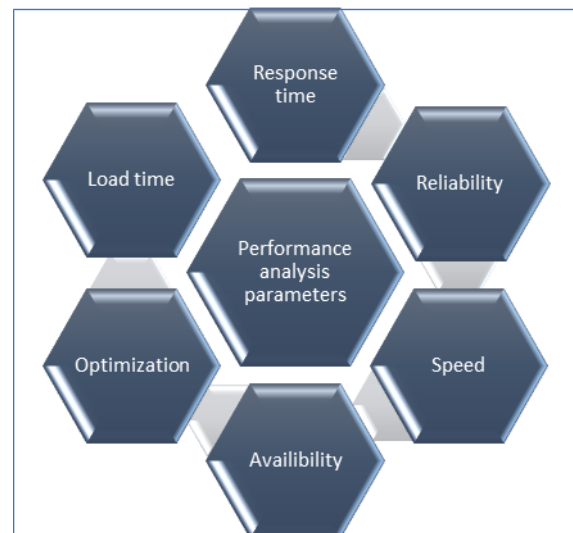 Response
time
Load time
Reliability
Performance
analysis
parameters
Optimization
Speed
Availibility